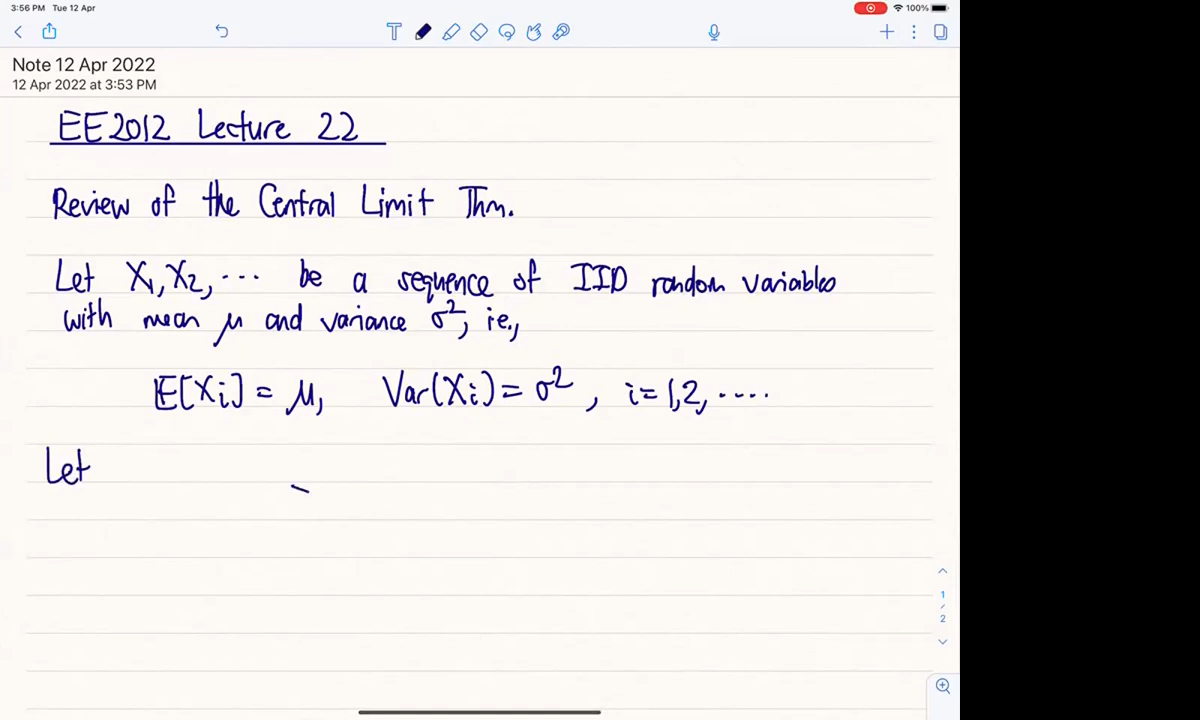 3:56 PM Tue 12 Apr
100%
Note 12 Apr 2022
12 Apr 2022 at 3:53 PM
EE2012 Lecture 22
Review of the Central Limit Thm.
Let X₁, X₂, ... be a sequence of IID random variables
with mean μ and variance σ², i.e.,
E[Xi] = μ, Var(Xi) = σ², i=1,2, ....
Let
1
/
2